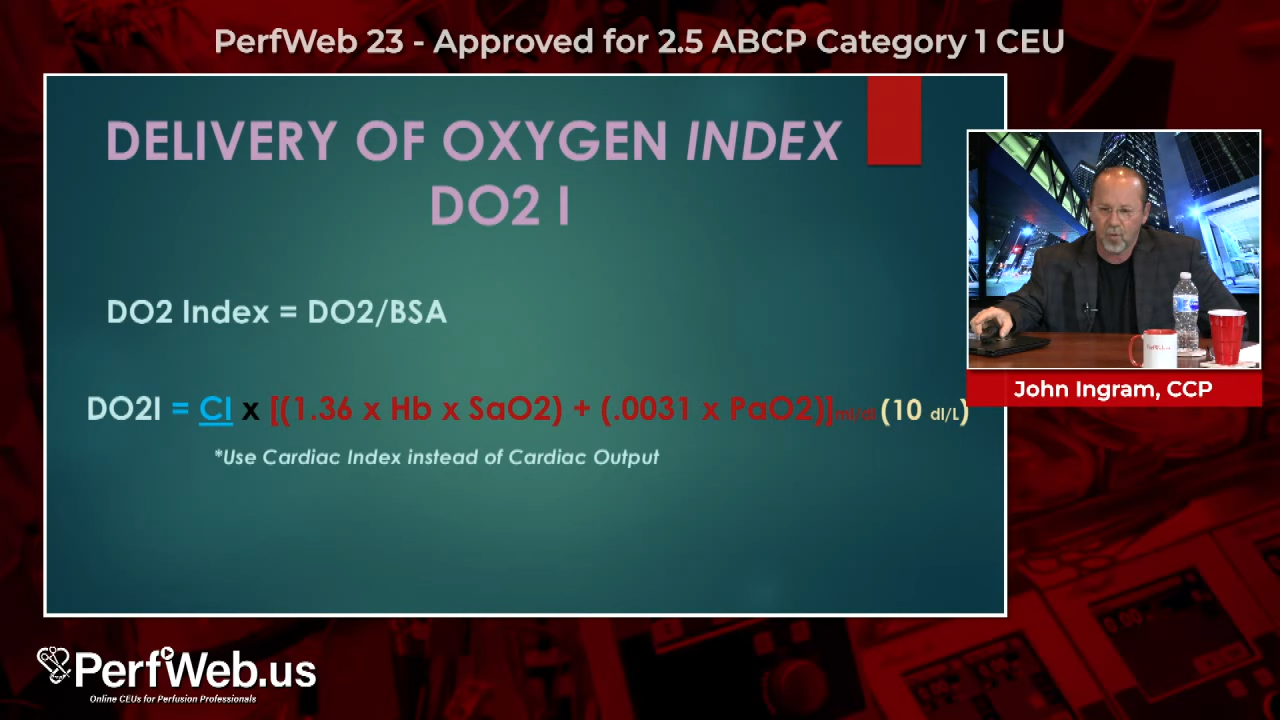 PerfWeb 23 - Approved for 2.5 ABCP Category 1 CEU
DELIVERY OF OXYGEN INDEX
DO2 I
DO2 Index = DO2/BSA
DO2I = CI x [(1.36 x Hb x SaO2) + (.0031 x PaO2)]ml/dl (10 dl/L)
*Use Cardiac Index instead of Cardiac Output
John Ingram, CCP
PerfWeb.us
Online CEUs for Perfusion Professionals